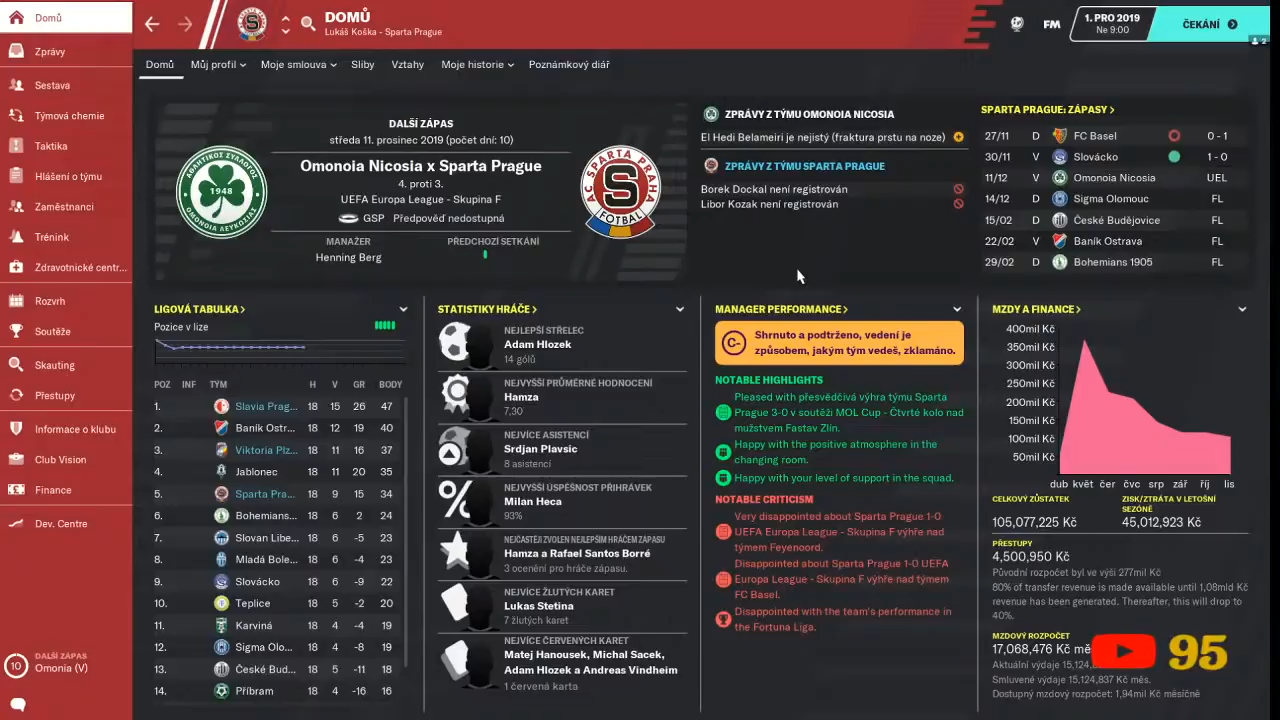 Domů
DOMŮ
Lukáš Koška - Sparta Prague
FM
1. PRO 2019
Ne 9:00
ČEKÁNÍ
2
Zprávy
Sestava
Týmová chemie
Taktika
Hlášení o týmu
Zaměstnanci
Trénink
Zdravotnické centr...
Rozvrh
Soutěže
Skauting
Přestupy
Informace o klubu
Club Vision
Finance
Dev. Centre
10
DALŠÍ ZÁPAS
Omonia (V)
Domů Můj profil Moje smlouva Sliby Vztahy Moje historie Poznámkový diář
DALŠÍ ZÁPAS
středa 11. prosinec 2019 (počet dní: 10)
Omonoia Nicosia x Sparta Prague
4. proti 3.
UEFA Europa League - Skupina F
GSP Předpověď nedostupná
MANAŽER
Henning Berg
PŘEDCHOZÍ SETKÁNÍ
1948
AC SPARTA PRAHA
FOTBAL
ZPRÁVY Z TÝMU OMONOIA NICOSIA
El Hedi Belameiri je nejistý (fraktura prstu na noze)
ZPRÁVY Z TÝMU SPARTA PRAGUE
Borek Dockal není registrován
Libor Kozak není registrován
SPARTA PRAGUE: ZÁPASY
27/11 D FC Basel 0 - 1
30/11 V Slovácko 1 - 0
11/12 V Omonoia Nicosia UEL
14/12 D Sigma Olomouc FL
15/02 D České Budějovice FL
22/02 V Baník Ostrava FL
29/02 D Bohemians 1905 FL
LIGOVÁ TABULKA
Pozice v lize
POZ INF TÝM H V GR BODY
1. Slavia Prag... 18 15 26 47
2. Baník Ostr... 18 12 19 40
3. Viktoria Plz... 18 11 16 37
4. Jablonec 18 11 20 35
5. Sparta Pra... 18 9 15 34
6. Bohemians... 18 6 2 24
7. Slovan Libe... 18 6 -5 23
8. Mladá Bole... 18 6 -4 23
9. Slovácko 18 6 -9 22
10. Teplice 18 5 -2 20
11. Karviná 18 4 -4 19
12. Sigma Olo... 18 4 -8 19
13. České Bud... 18 5 -11 18
14. Příbram 18 4 -16 16
STATISTIKY HRÁČE
NEJLEPŠÍ STŘELEC
Adam Hlozek
14 gólů
NEJVYŠŠÍ PRŮMĚRNÉ HODNOCENÍ
Hamza
7,30
NEJVÍCE ASISTENCÍ
Srdjan Plavsic
8 asistencí
NEJVYŠŠÍ ÚSPĚŠNOST PŘIHRÁVEK
Milan Heca
93%
NEJČASTĚJI ZVOLEN NEJLEPŠÍM HRÁČEM ZÁPASU
Hamza a Rafael Santos Borré
3 ocenění pro hráče zápasu.
NEJVÍCE ŽLUTÝCH KARET
Lukas Stetina
7 žlutých karet
NEJVÍCE ČERVENÝCH KARET
Matej Hanousek, Michal Sacek,
Adam Hlozek a Andreas Vindheim
1 červená karta
MANAGER PERFORMANCE
C-
Shrnuto a podtrženo, vedení je
způsobem, jakým tým vedeš, zklamáno.
NOTABLE HIGHLIGHTS
Pleased with přesvědčivá výhra týmu Sparta
Prague 3-0 v soutěži MOL Cup - Čtvrté kolo nad
mužstvem Fastav Zlín.
Happy with the positive atmosphere in the
changing room.
Happy with your level of support in the squad.
NOTABLE CRITICISM
Very disappointed about Sparta Prague 1-0
UEFA Europa League - Skupina F výhře nad
týmem Feyenoord.
Disappointed about Sparta Prague 1-0 UEFA
Europa League - Skupina F výhře nad týmem
FC Basel.
Disappointed with the team's performance in
the Fortuna Liga.
MZDY A FINANCE
400mil Kč
350mil Kč
300mil Kč
250mil Kč
200mil Kč
150mil Kč
100mil Kč
50mil Kč
dub květ čer čvc srp zář říj lis
CELKOVÝ ZŮSTATEK
105,077,225 Kč
ZISK/ZTRÁTA V LETOŠNÍ
SEZÓNĚ
45,012,923 Kč
PŘESTUPY
4,500,950 Kč
Původní rozpočet byl ve výši 277mil Kč
80% of transfer revenue is made available until 1,08mld Kč
revenue has been generated. Thereafter, this will drop to
40%.
MZDOVÝ ROZPOČET
17,068,476 Kč mě
Aktuální výdaje 15,124,8
Smluvené výdaje 15,124,837 Kč měs.
Dostupný mzdový rozpočet: 1,94mil Kč měsíčně
95